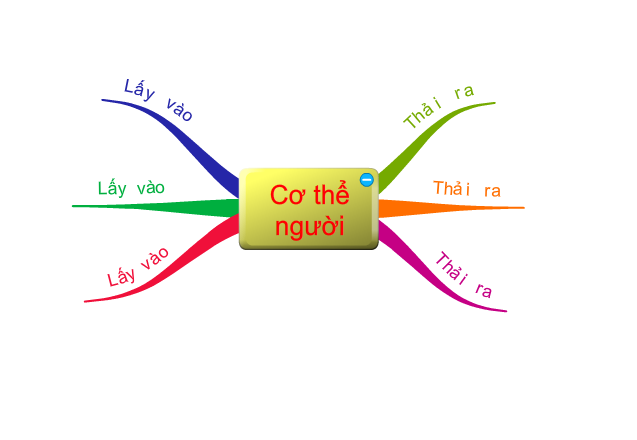 Lấy vào
Thải ra
Lấy vào
Cơ thể
người
Thải ra
Lấy vào
Thải ra